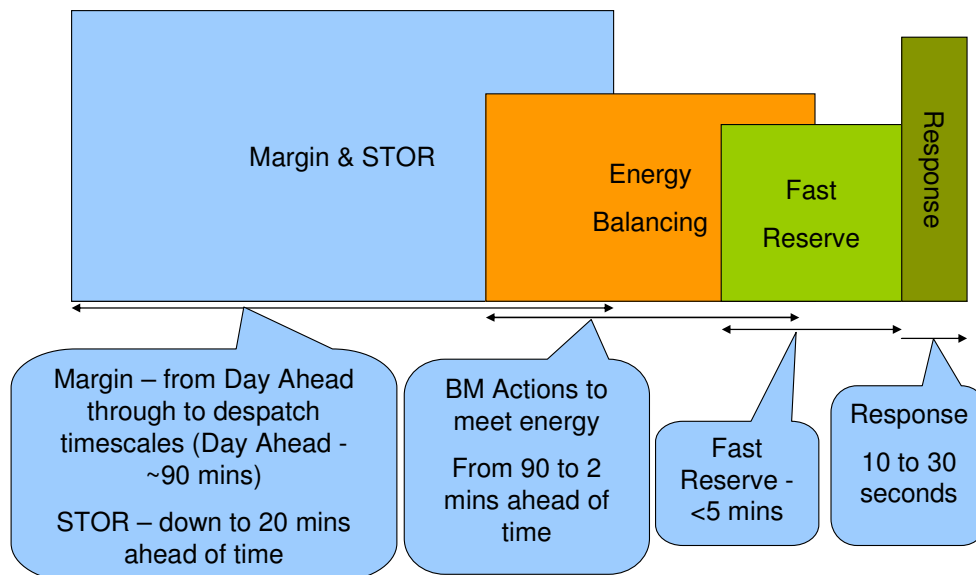 Margin & STOR
Energy
Balancing
Fast
Reserve
Response
Margin – from Day Ahead
through to despatch
timescales (Day Ahead -
~90 mins)
STOR – down to 20 mins
ahead of time
BM Actions to
meet energy
From 90 to 2
mins ahead of
time
Fast
Reserve -
<5 mins
Response
10 to 30
seconds